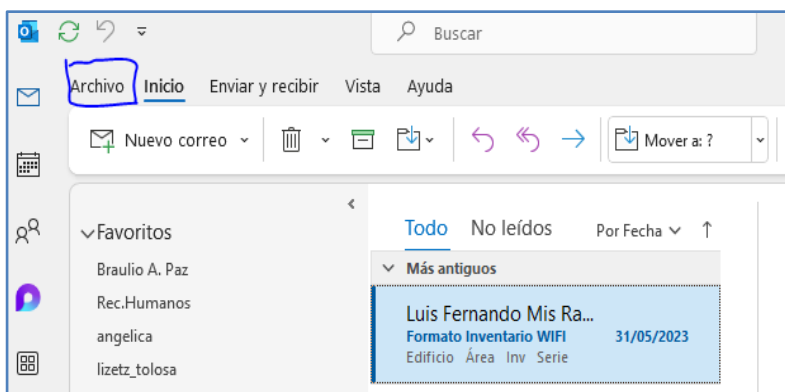 Buscar
Archivo Inicio Enviar y recibir Vista Ayuda
Nuevo correo Mover a: ?
Favoritos
Braulio A. Paz
Rec.Humanos
angelica
lizetz_tolosa
Todo No leídos Por Fecha
Más antiguos
Luis Fernando Mis Ra...
Formato Inventario WIFI 31/05/2023
Edificio Área Inv Serie